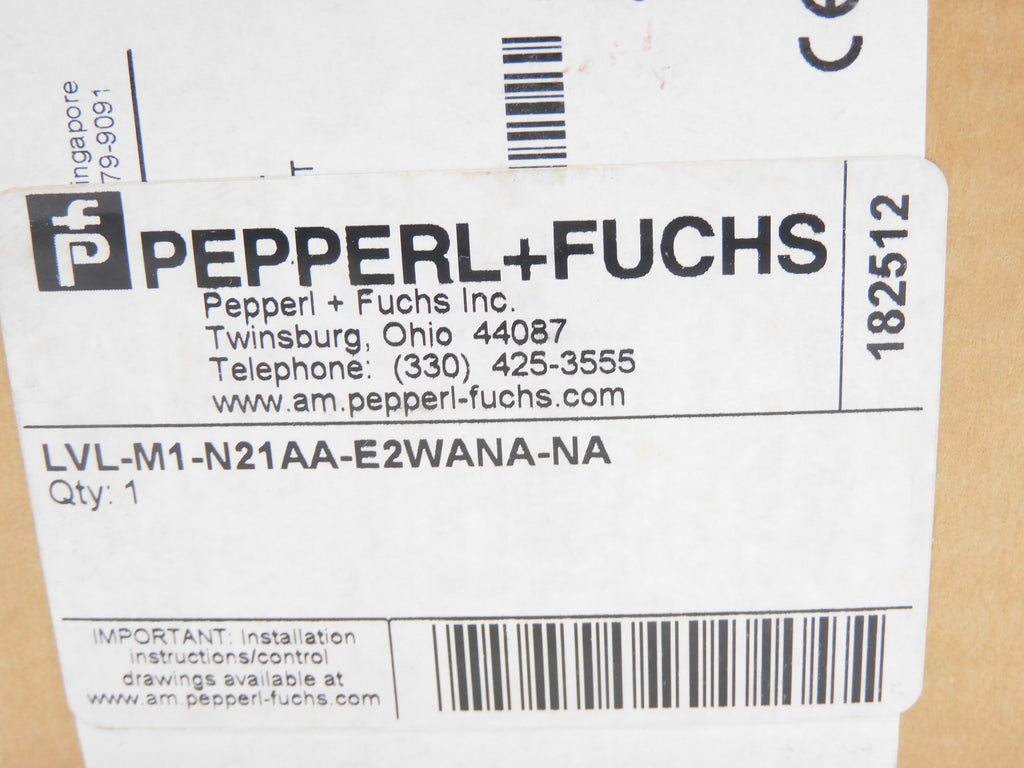 79-9091
CE
ph
PEPPERL+FUCHS
Pepperl + Fuchs Inc.
Twinsburg, Ohio 44087
Telephone: (330) 425-3555
www.am.pepperl-fuchs.com
182512
LVL-M1-N21AA-E2WANA-NA
Qty: 1
IMPORTANT: Installation
instructions/control
drawings available at
www.am.pepperl-fuchs.com